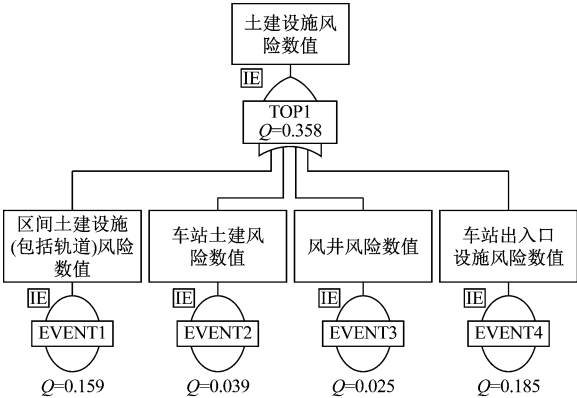 土建设施风
险数值
IE
TOP1
Q=0.358
区间土建设施
(包括轨道)风险
数值
车站土建风
险数值
风井风险数值
车站出入口
设施风险数值
IE
IE
IE
IE
EVENT1
EVENT2
EVENT3
EVENT4
Q=0.159
Q=0.039
Q=0.025
Q=0.185